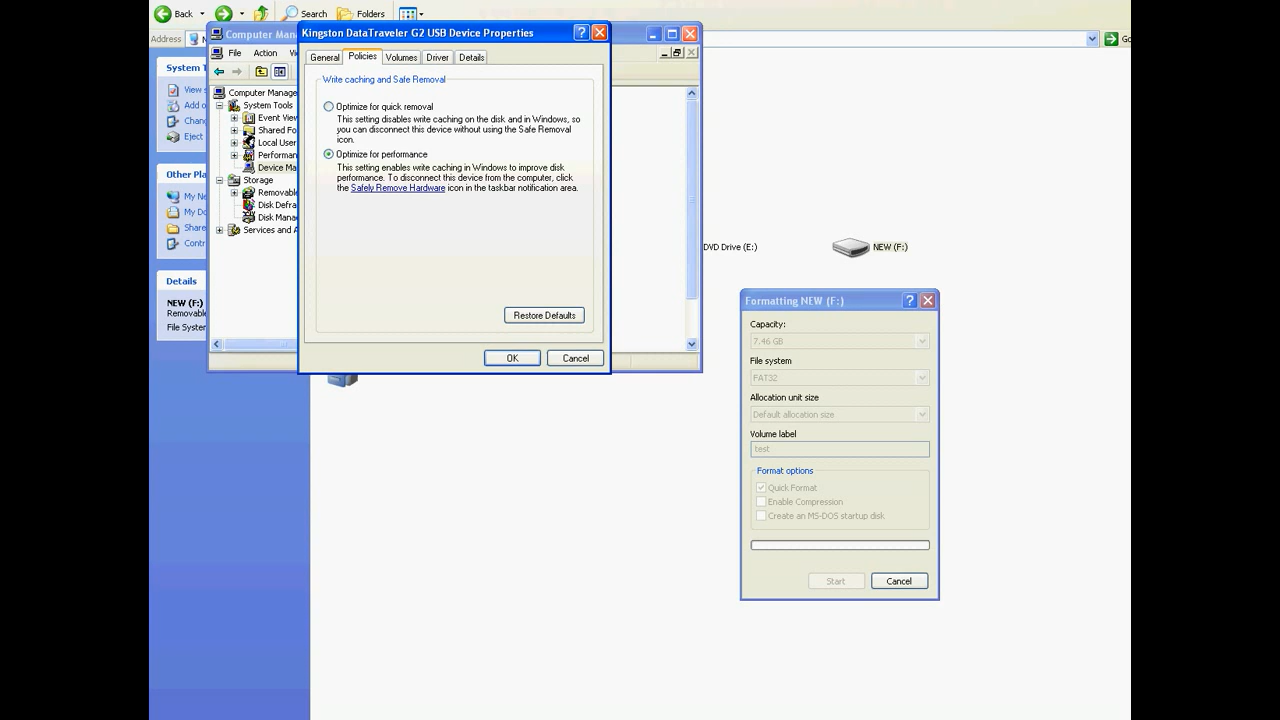 Back
Search
Folders
Address
Go
System T
View s
Add o
Chang
Eject
Other Pla
My Ne
My Do
Share
Contr
Details
NEW (F:)
Removabl
File System
Computer Mana
File
Action
Computer Manage
System Tools
Event View
Shared Fo
Local User
Performan
Device Ma
Storage
Removable
Disk Defra
Disk Mana
Services and A
Kingston DataTraveler G2 USB Device Properties
General
Policies
Volumes
Driver
Details
Write caching and Safe Removal
Optimize for quick removal
This setting disables write caching on the disk and in Windows, so
you can disconnect this device without using the Safe Removal
icon.
Optimize for performance
This setting enables write caching in Windows to improve disk
performance. To disconnect this device from the computer, click
the Safely Remove Hardware icon in the taskbar notification area.
Restore Defaults
OK
Cancel
DVD Drive (E:)
NEW (F:)
Formatting NEW (F:)
Capacity:
7.46 GB
File system
FAT32
Allocation unit size
Default allocation size
Volume label
test
Format options
Quick Format
Enable Compression
Create an MS-DOS startup disk
Start
Cancel